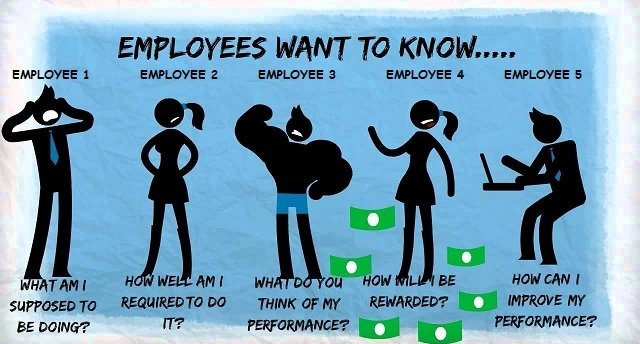 EMPLOYEES WANT TO KNOW.....
EMPLOYEE 1
EMPLOYEE 2
EMPLOYEE 3
EMPLOYEE 4
EMPLOYEE 5
WHAT AM I
SUPPOSED TO
BE DOING?
HOW WELL AM I
REQUIRED TO DO
IT?
WHAT DO YOU
THINK OF MY
PERFORMANCE?
HOW WILL I BE
REWARDED?
HOW CAN I
IMPROVE MY
PERFORMANCE?